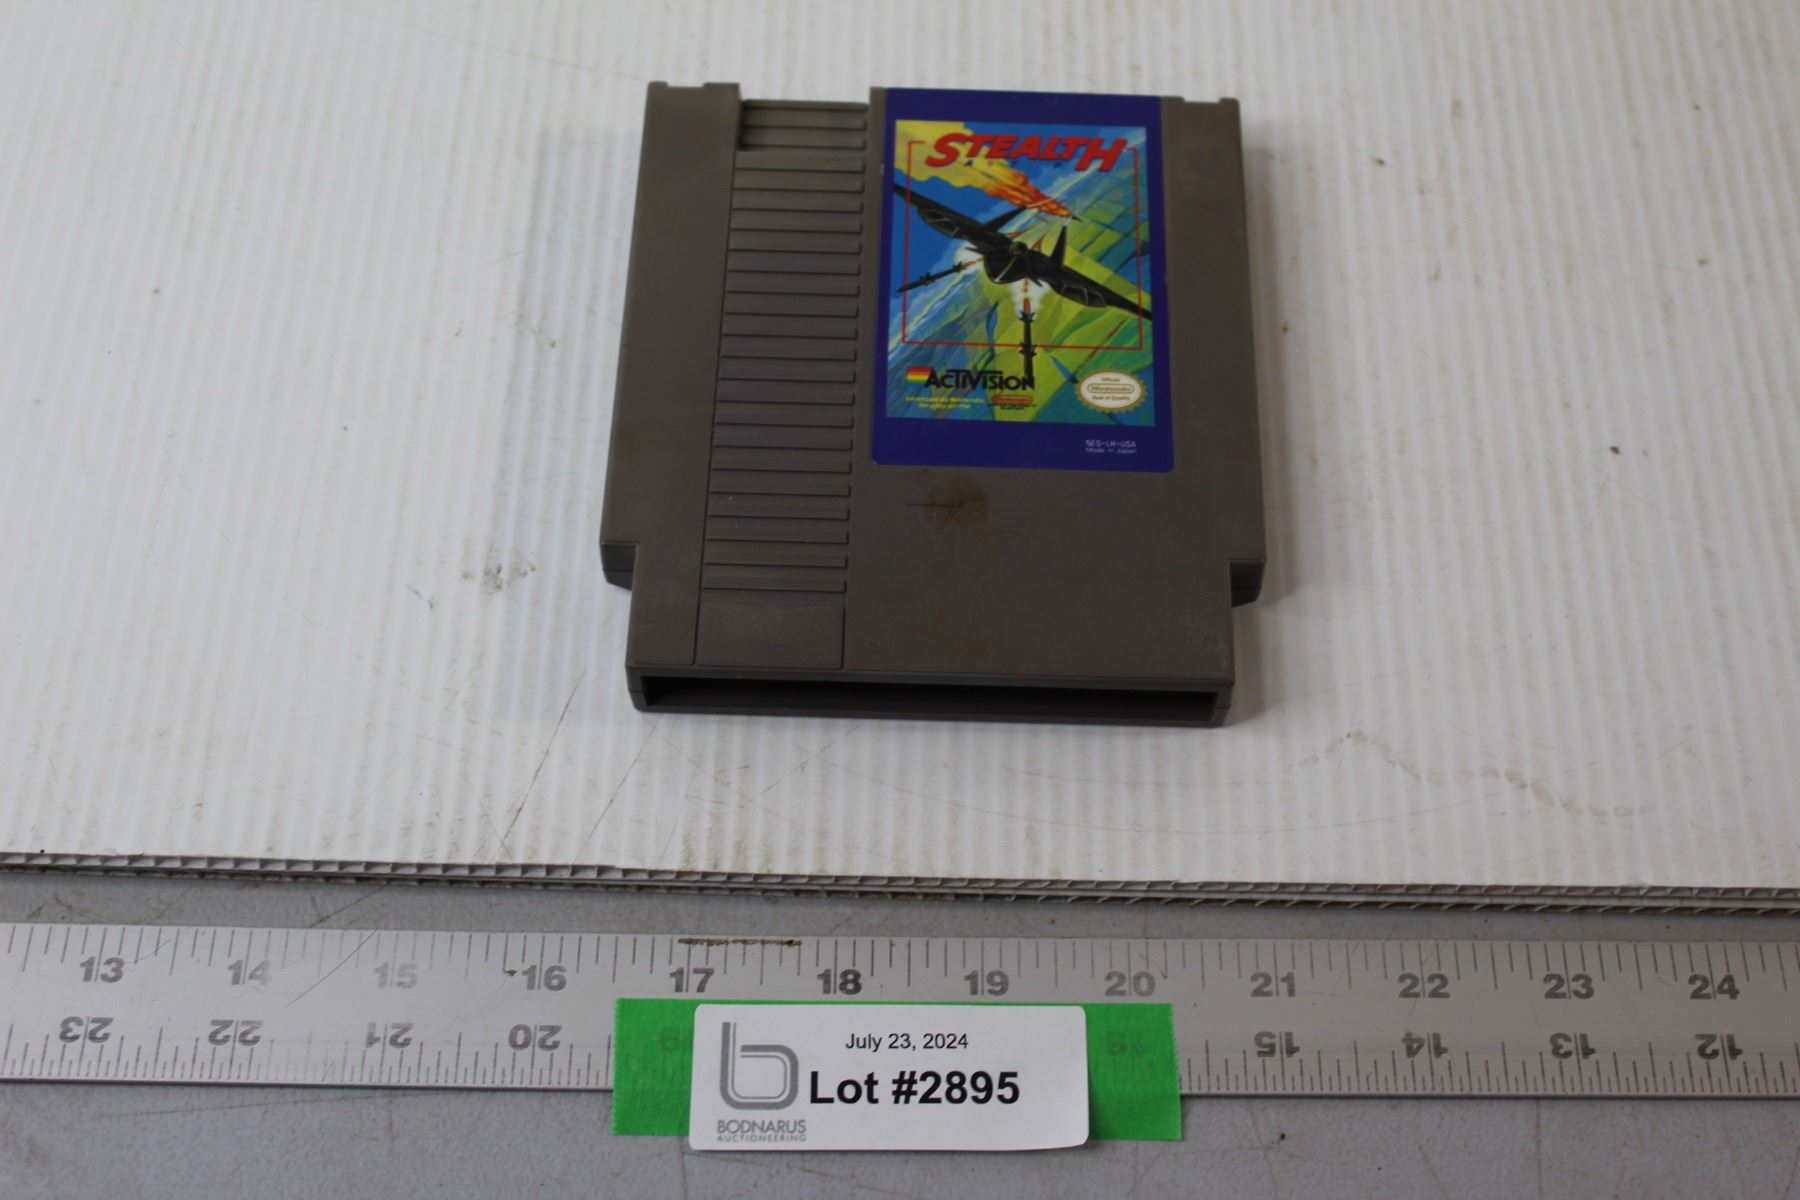 STEALTH
ATF
ACTIVISION
Licensed by Nintendo
for play on the
Official
Nintendo
Seal of Quality
NES-LH-USA
Made in Japan
13 14 15 16 17 18 19 20 21 22 23 24
23 22 21 20 15 14 13 12
July 23, 2024
Lot #2895
BODNARUS
AUCTIONEERING